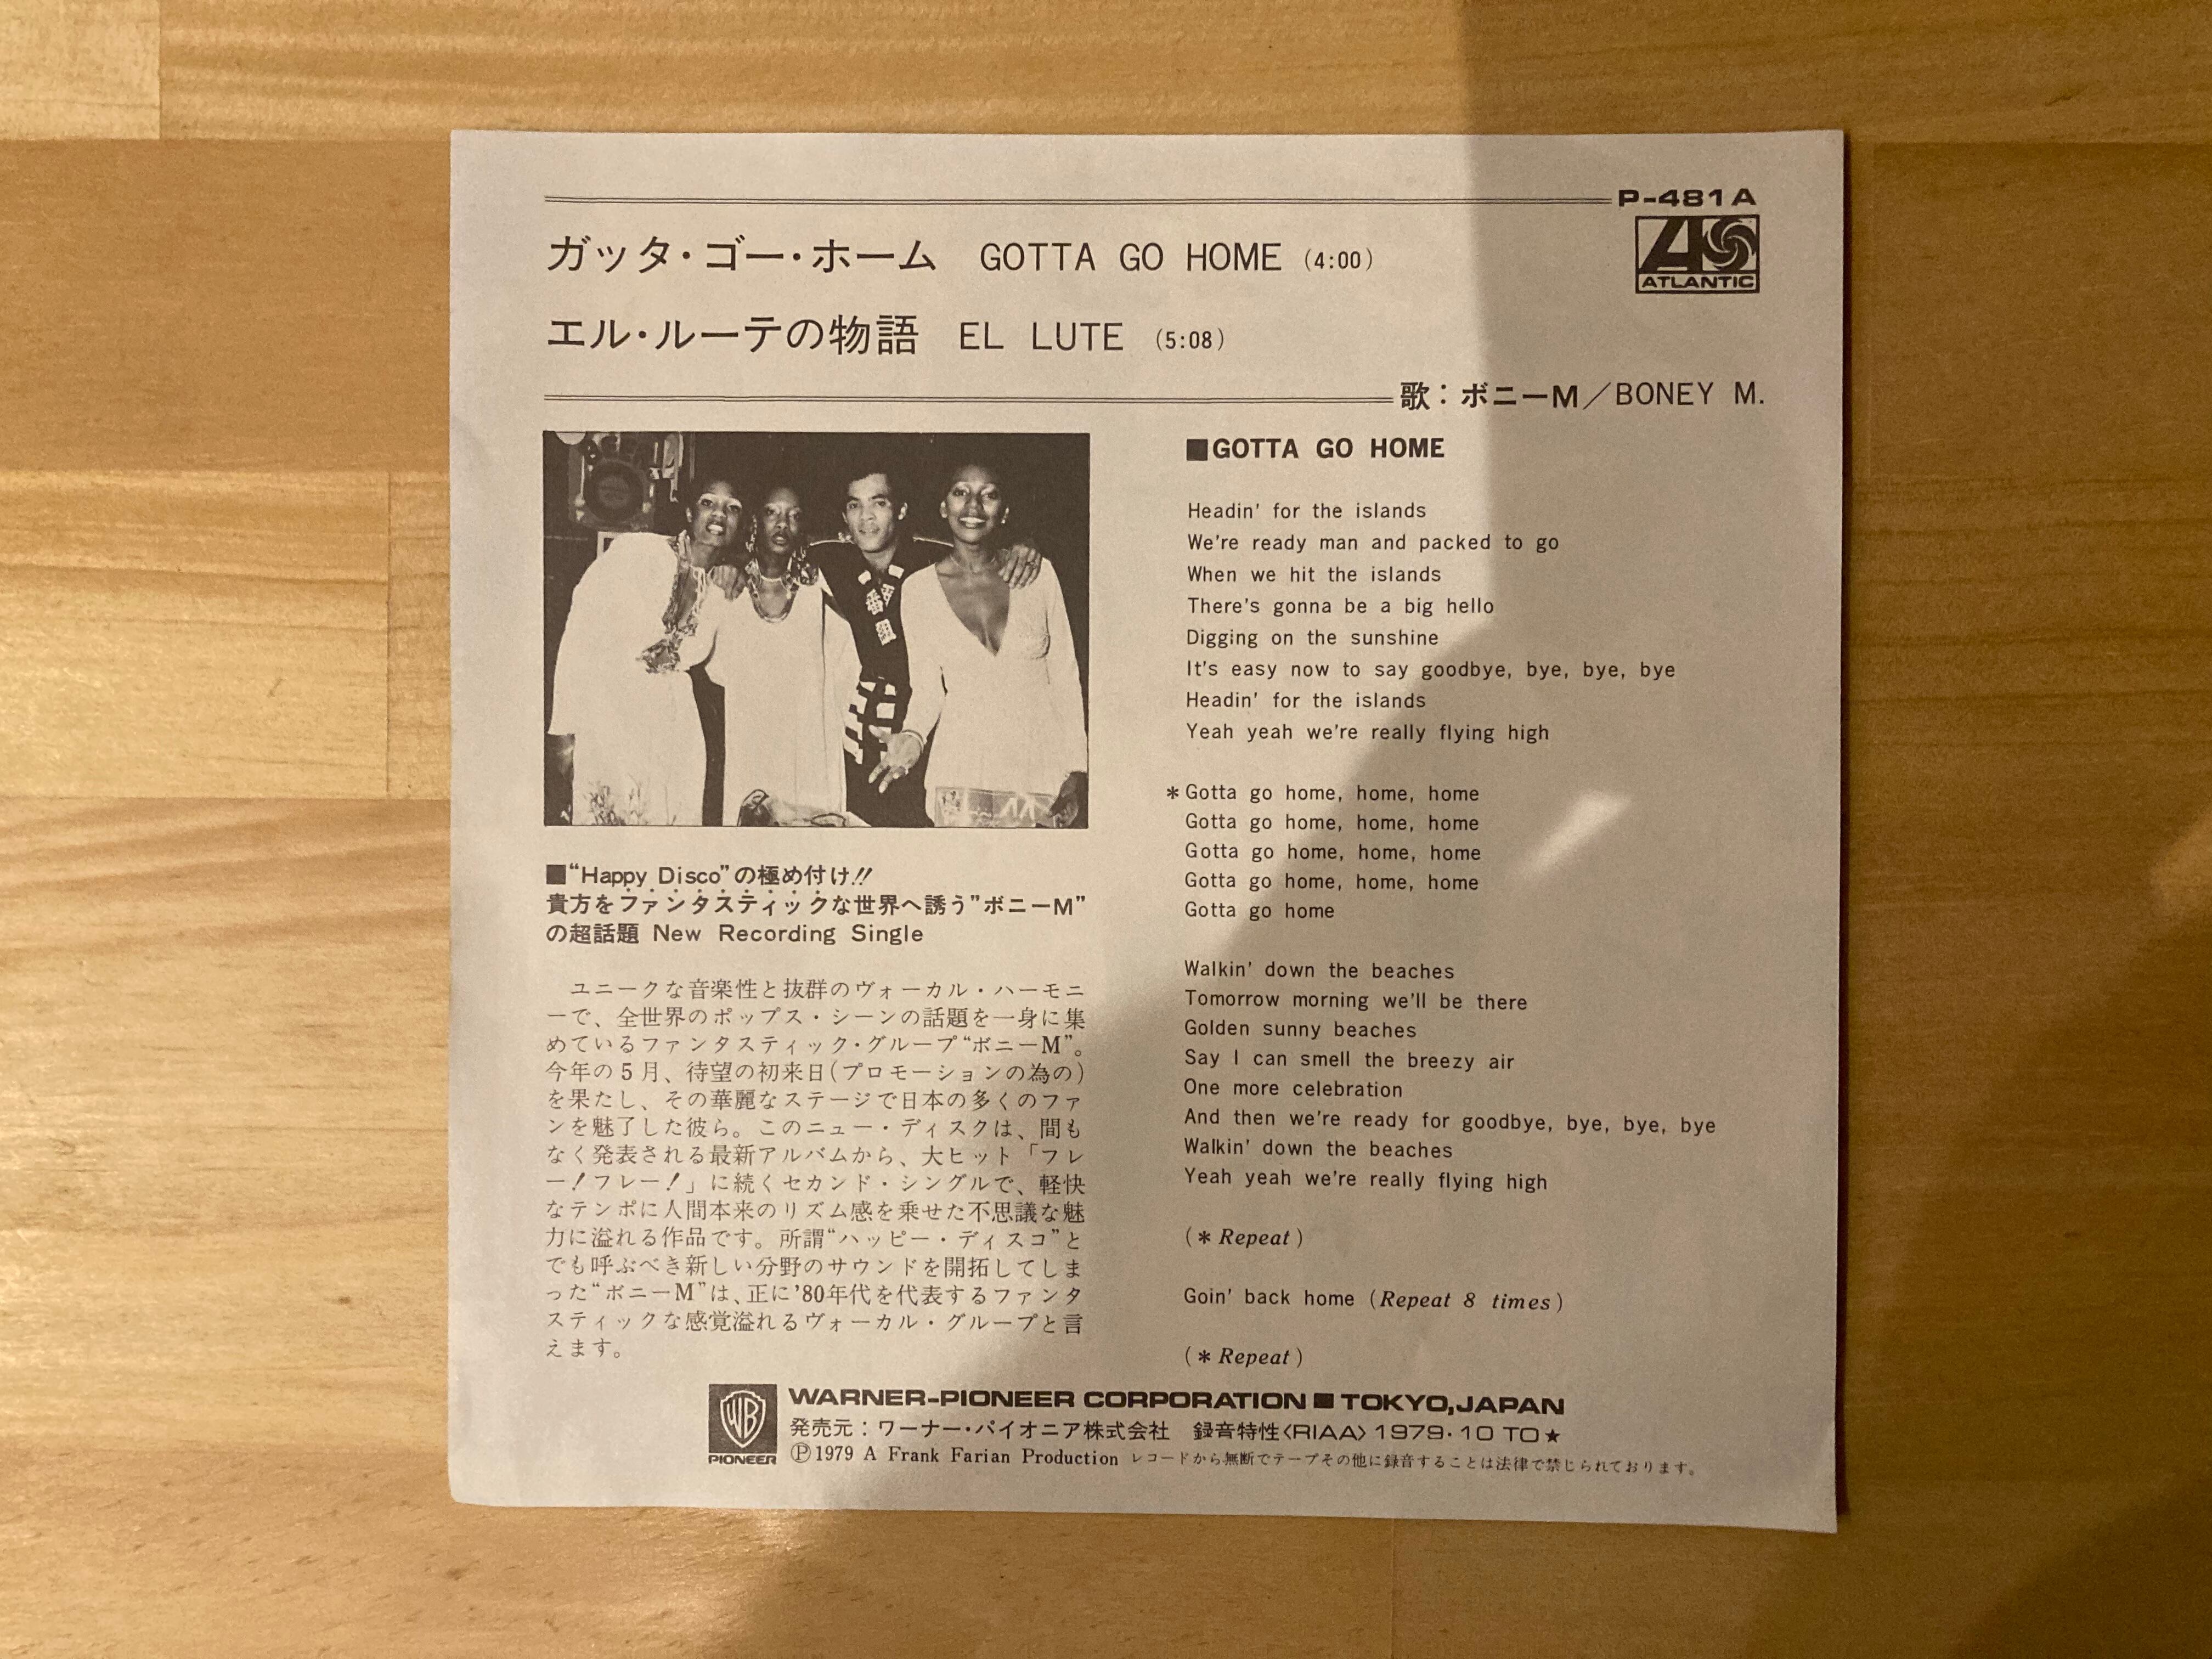 P-481A
ATLANTIC
ガッタ・ゴー・ホーム GOTTA GO HOME (4:00)
エル・ルーテの物語 EL LUTE (5:08)
歌：ボニーM／BONEY M.
番
組
■“Happy Disco”の極め付け!!
貴方をファンタスティックな世界へ誘う”ボニーM”
の超話題 New Recording Single
ユニークな音楽性と抜群のヴォーカル・ハーモニ
ーで、全世界のポップス・シーンの話題を一身に集
めているファンタスティック・グループ“ボニーM”。
今年の5月、待望の初来日(プロモーションの為の)
を果たし、その華麗なステージで日本の多くのファ
ンを魅了した彼ら。このニュー・ディスクは、間も
なく発表される最新アルバムから、大ヒット「フレ
ー！フレー！」に続くセカンド・シングルで、軽快
なテンポに人間本来のリズム感を乗せた不思議な魅
力に溢れる作品です。所謂“ハッピー・ディスコ”と
でも呼ぶべき新しい分野のサウンドを開拓してしま
った“ボニーM”は、正に'80年代を代表するファンタ
スティックな感覚溢れるヴォーカル・グループと言
えます。
■GOTTA GO HOME
Headin' for the islands
We're ready man and packed to go
When we hit the islands
There's gonna be a big hello
Digging on the sunshine
It's easy now to say goodbye, bye, bye, bye
Headin' for the islands
Yeah yeah we're really flying high
*Gotta go home, home, home
Gotta go home, home, home
Gotta go home, home, home
Gotta go home, home, home
Gotta go home
Walkin' down the beaches
Tomorrow morning we'll be there
Golden sunny beaches
Say I can smell the breezy air
One more celebration
And then we're ready for goodbye, bye, bye, bye
Walkin' down the beaches
Yeah yeah we're really flying high
(* Repeat)
Goin' back home (Repeat 8 times)
(* Repeat)
WB
PIONEER
WARNER-PIONEER CORPORATION ■ TOKYO,JAPAN
発売元：ワーナー・パイオニア株式会社 録音特性〈RIAA〉1979・10 TO★
Ⓟ1979 A Frank Farian Production レコードから無断でテープその他に録音することは法律で禁じられております。